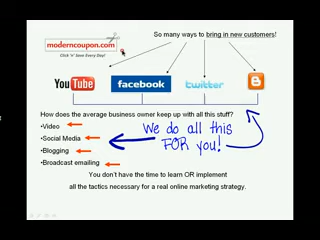 So many ways to bring in new customers!
moderncoupon.com
Click 'n' Save Every Day!
YouTube
facebook
twitter
How does the average business owner keep up with all this stuff?
•Video
•Social Media
•Blogging
•Broadcast emailing
We do all this
FOR you!
You don't have the time to learn OR implement
all the tactics necessary for a real online marketing strategy.